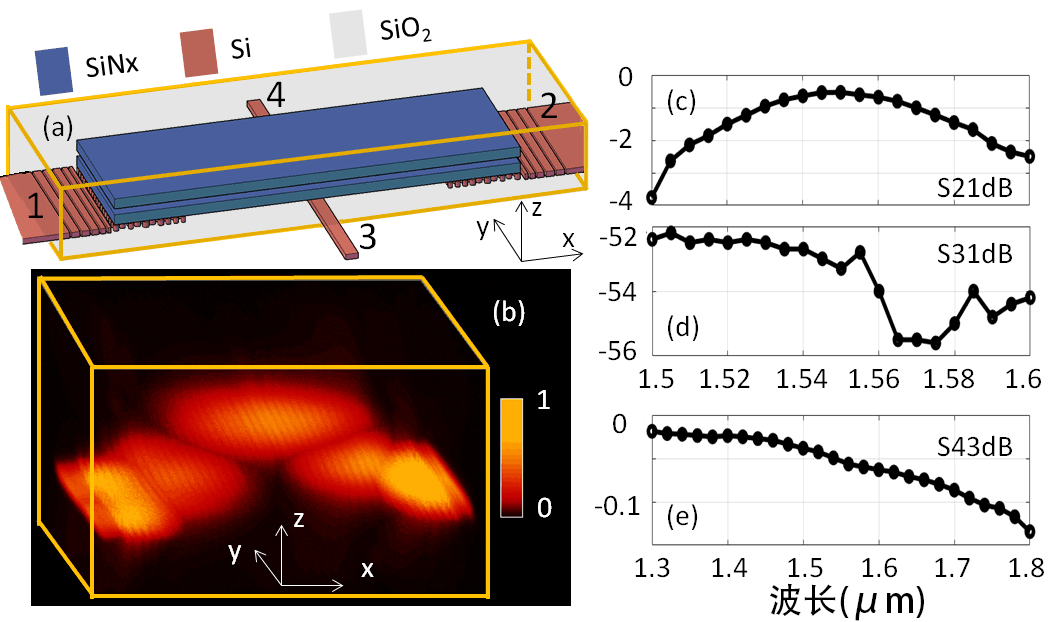 SiNx
Si
SiO₂
(a)
4
2
1
3
z
y
x
(b)
1
0
z
y
x
0
-2
-4
(c)
S21dB
-52
-54
-56
S31dB
(d)
1.5 1.52 1.54 1.56 1.58 1.6
0
-0.1
S43dB
(e)
1.3 1.4 1.5 1.6 1.7 1.8
波长(μm)